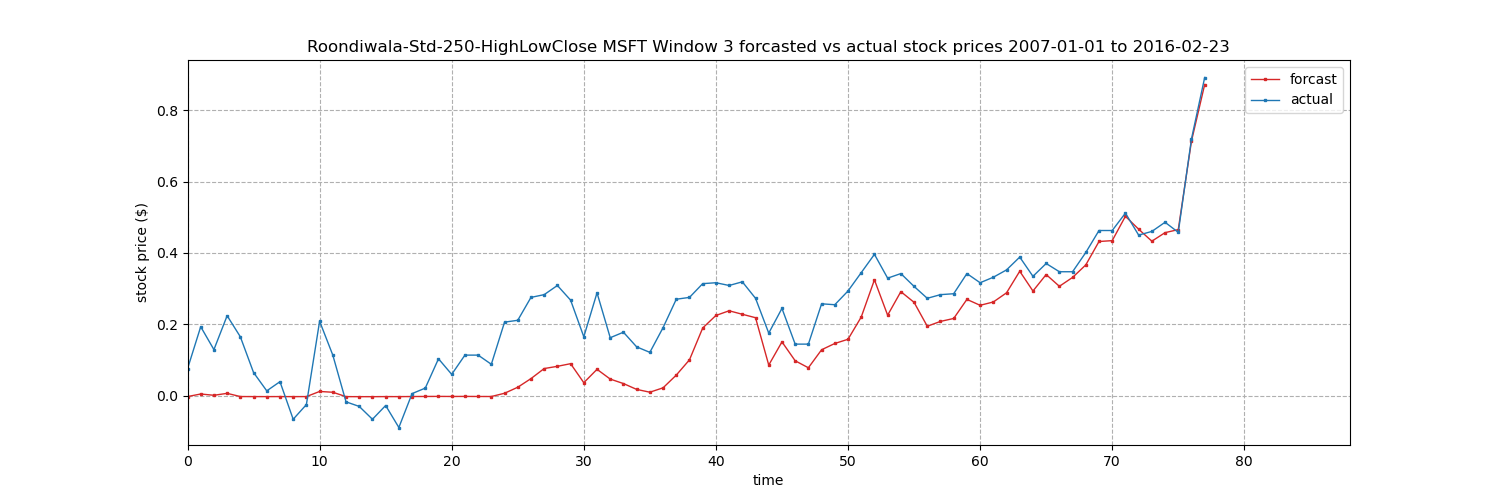 Roondiwala-Std-250-HighLowClose MSFT Window 3 forcasted vs actual stock prices 2007-01-01 to 2016-02-23
forcast
actual
stock price ($)
0.8
0.6
0.4
0.2
0.0
0 10 20 30 40 50 60 70 80
time